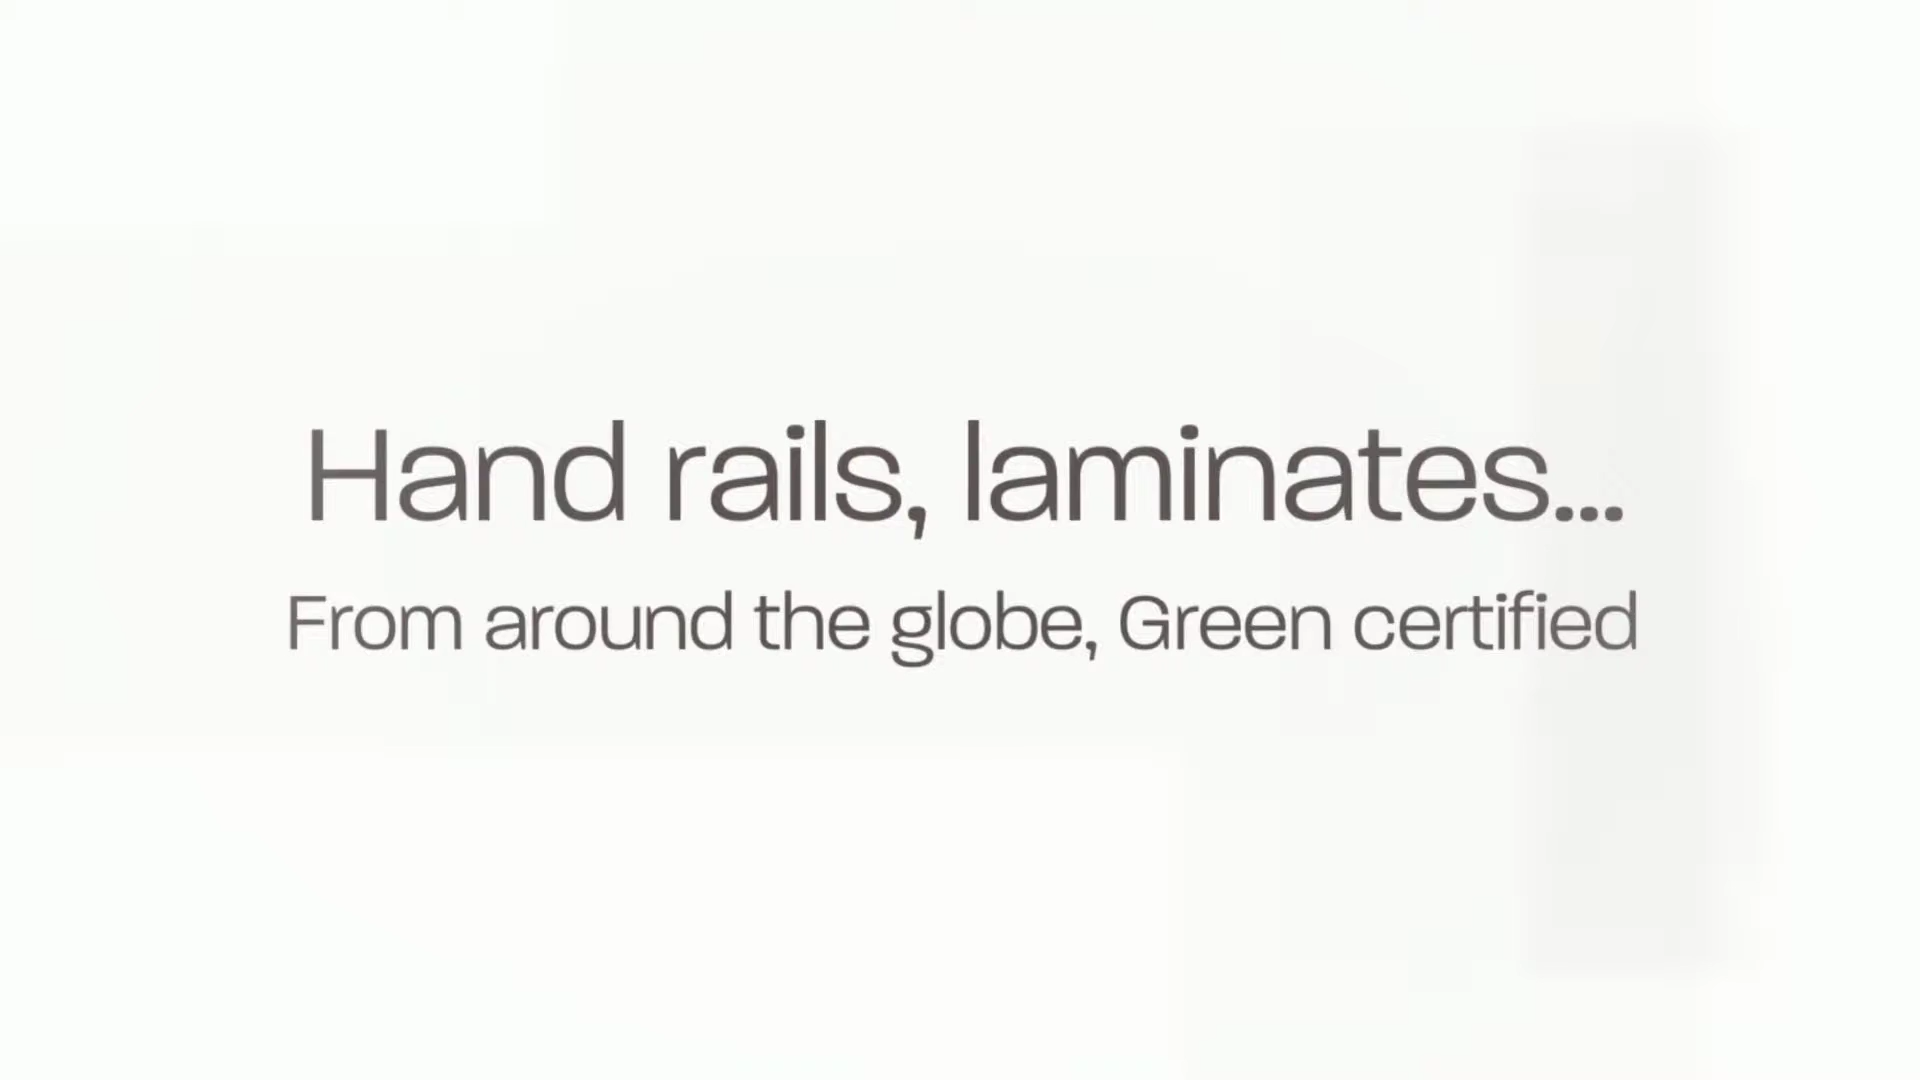 Hand rails, laminates...
From around the globe, Green certified